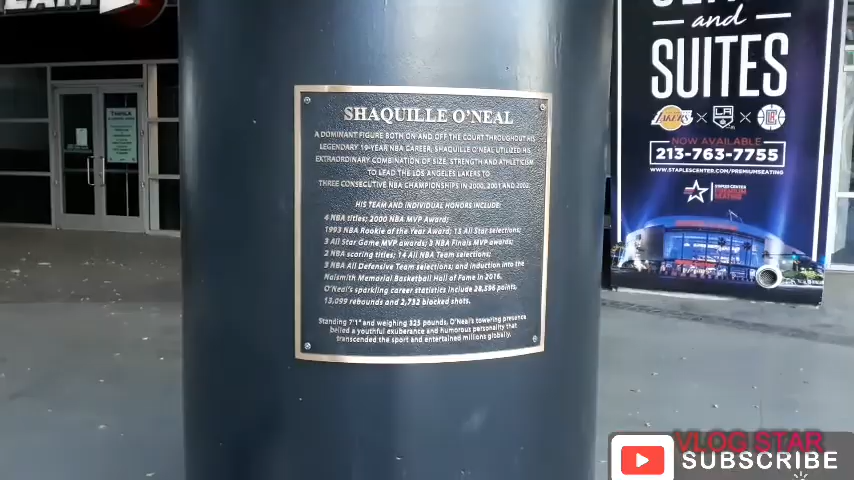 TEAM
SHAQUILLE O'NEAL
A DOMINANT FIGURE BOTH ON AND OFF THE COURT THROUGHOUT HIS
LEGENDARY 19-YEAR NBA CAREER, SHAQUILLE O'NEAL UTILIZED HIS
EXTRAORDINARY COMBINATION OF SIZE, STRENGTH AND ATHLETICISM
TO LEAD THE LOS ANGELES LAKERS TO
THREE CONSECUTIVE NBA CHAMPIONSHIPS IN 2000, 2001 AND 2002.
HIS TEAM AND INDIVIDUAL HONORS INCLUDE:
4 NBA titles; 2000 NBA MVP Award;
1993 NBA Rookie of the Year Award; 15 All Star selections;
3 All Star Game MVP awards; 3 NBA Finals MVP awards;
2 NBA scoring titles; 14 All NBA Team selections;
3 NBA All Defensive Team selections; and induction into the
Naismith Memorial Basketball Hall of Fame in 2016.
O'Neal's sparkling career statistics include 28,596 points,
13,099 rebounds and 2,732 blocked shots.
Standing 7'1" and weighing 325 pounds, O'Neal's towering presence
belied a youthful exuberance and humorous personality that
transcended the sport and entertained millions globally.
and
SUITES
LAKERS X LA X
NOW AVAILABLE
213-763-7755
WWW.STAPLESCENTER.COM/PREMIUMSEATING
STAPLES CENTER
PREMIUM
SEATING
VLOG STAR
SUBSCRIBE